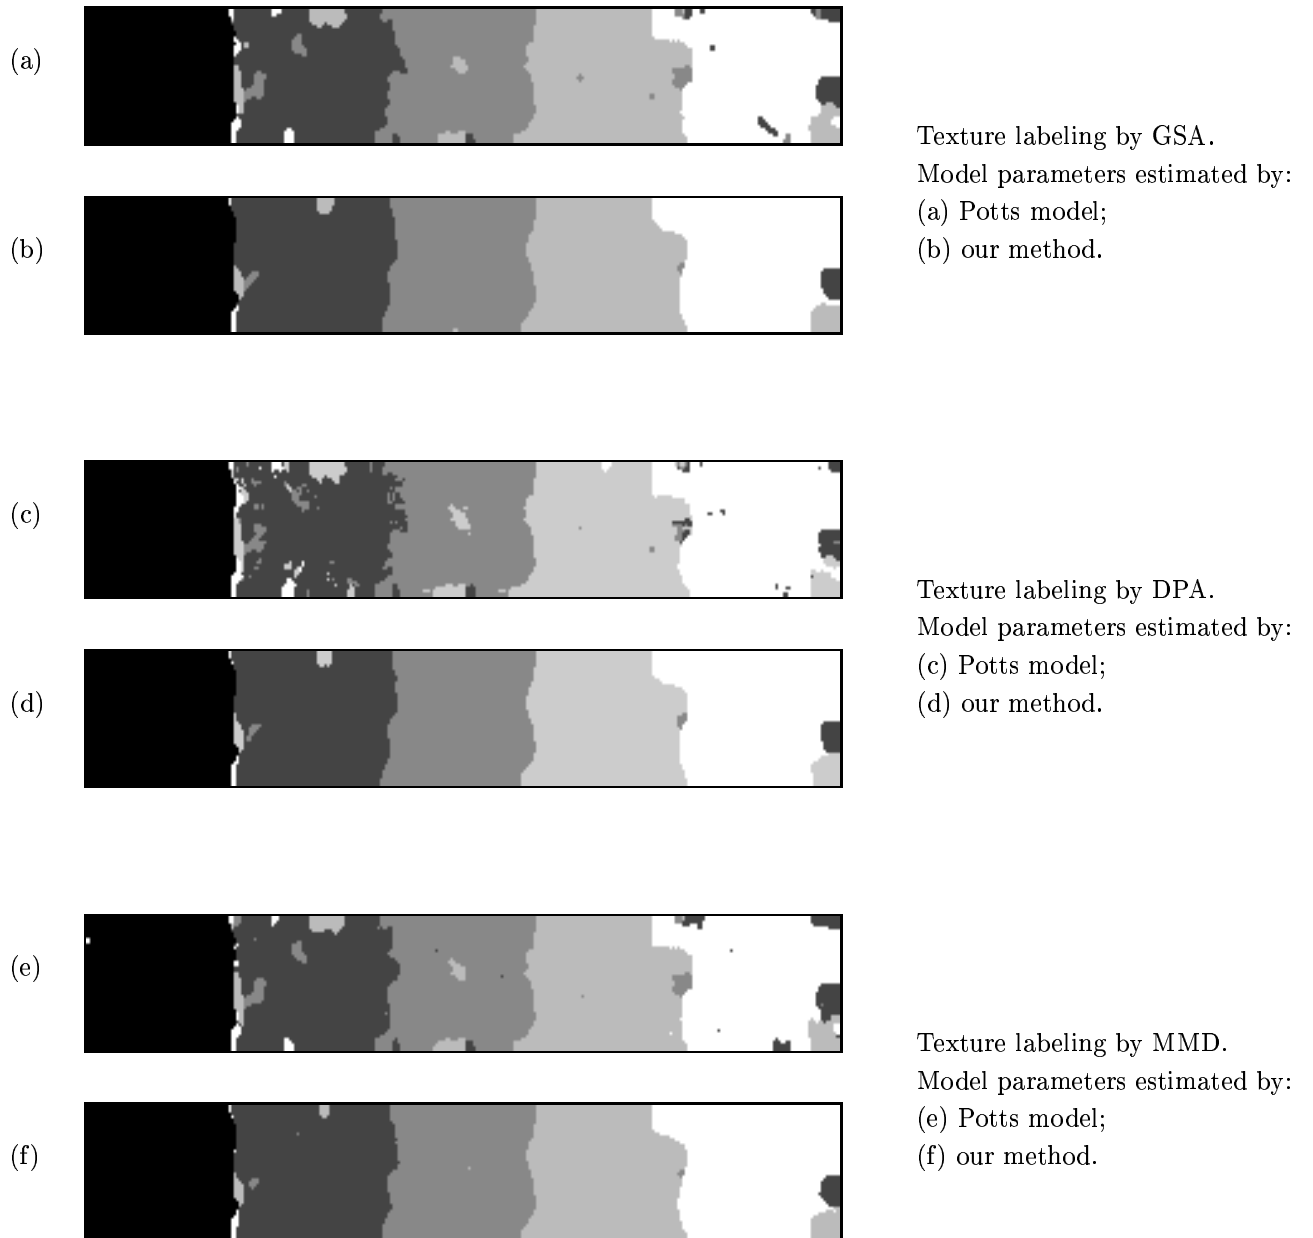 (a)
(b)
Texture labeling by GSA.
Model parameters estimated by:
(a) Potts model;
(b) our method.
(c)
(d)
Texture labeling by DPA.
Model parameters estimated by:
(c) Potts model;
(d) our method.
(e)
(f)
Texture labeling by MMD.
Model parameters estimated by:
(e) Potts model;
(f) our method.